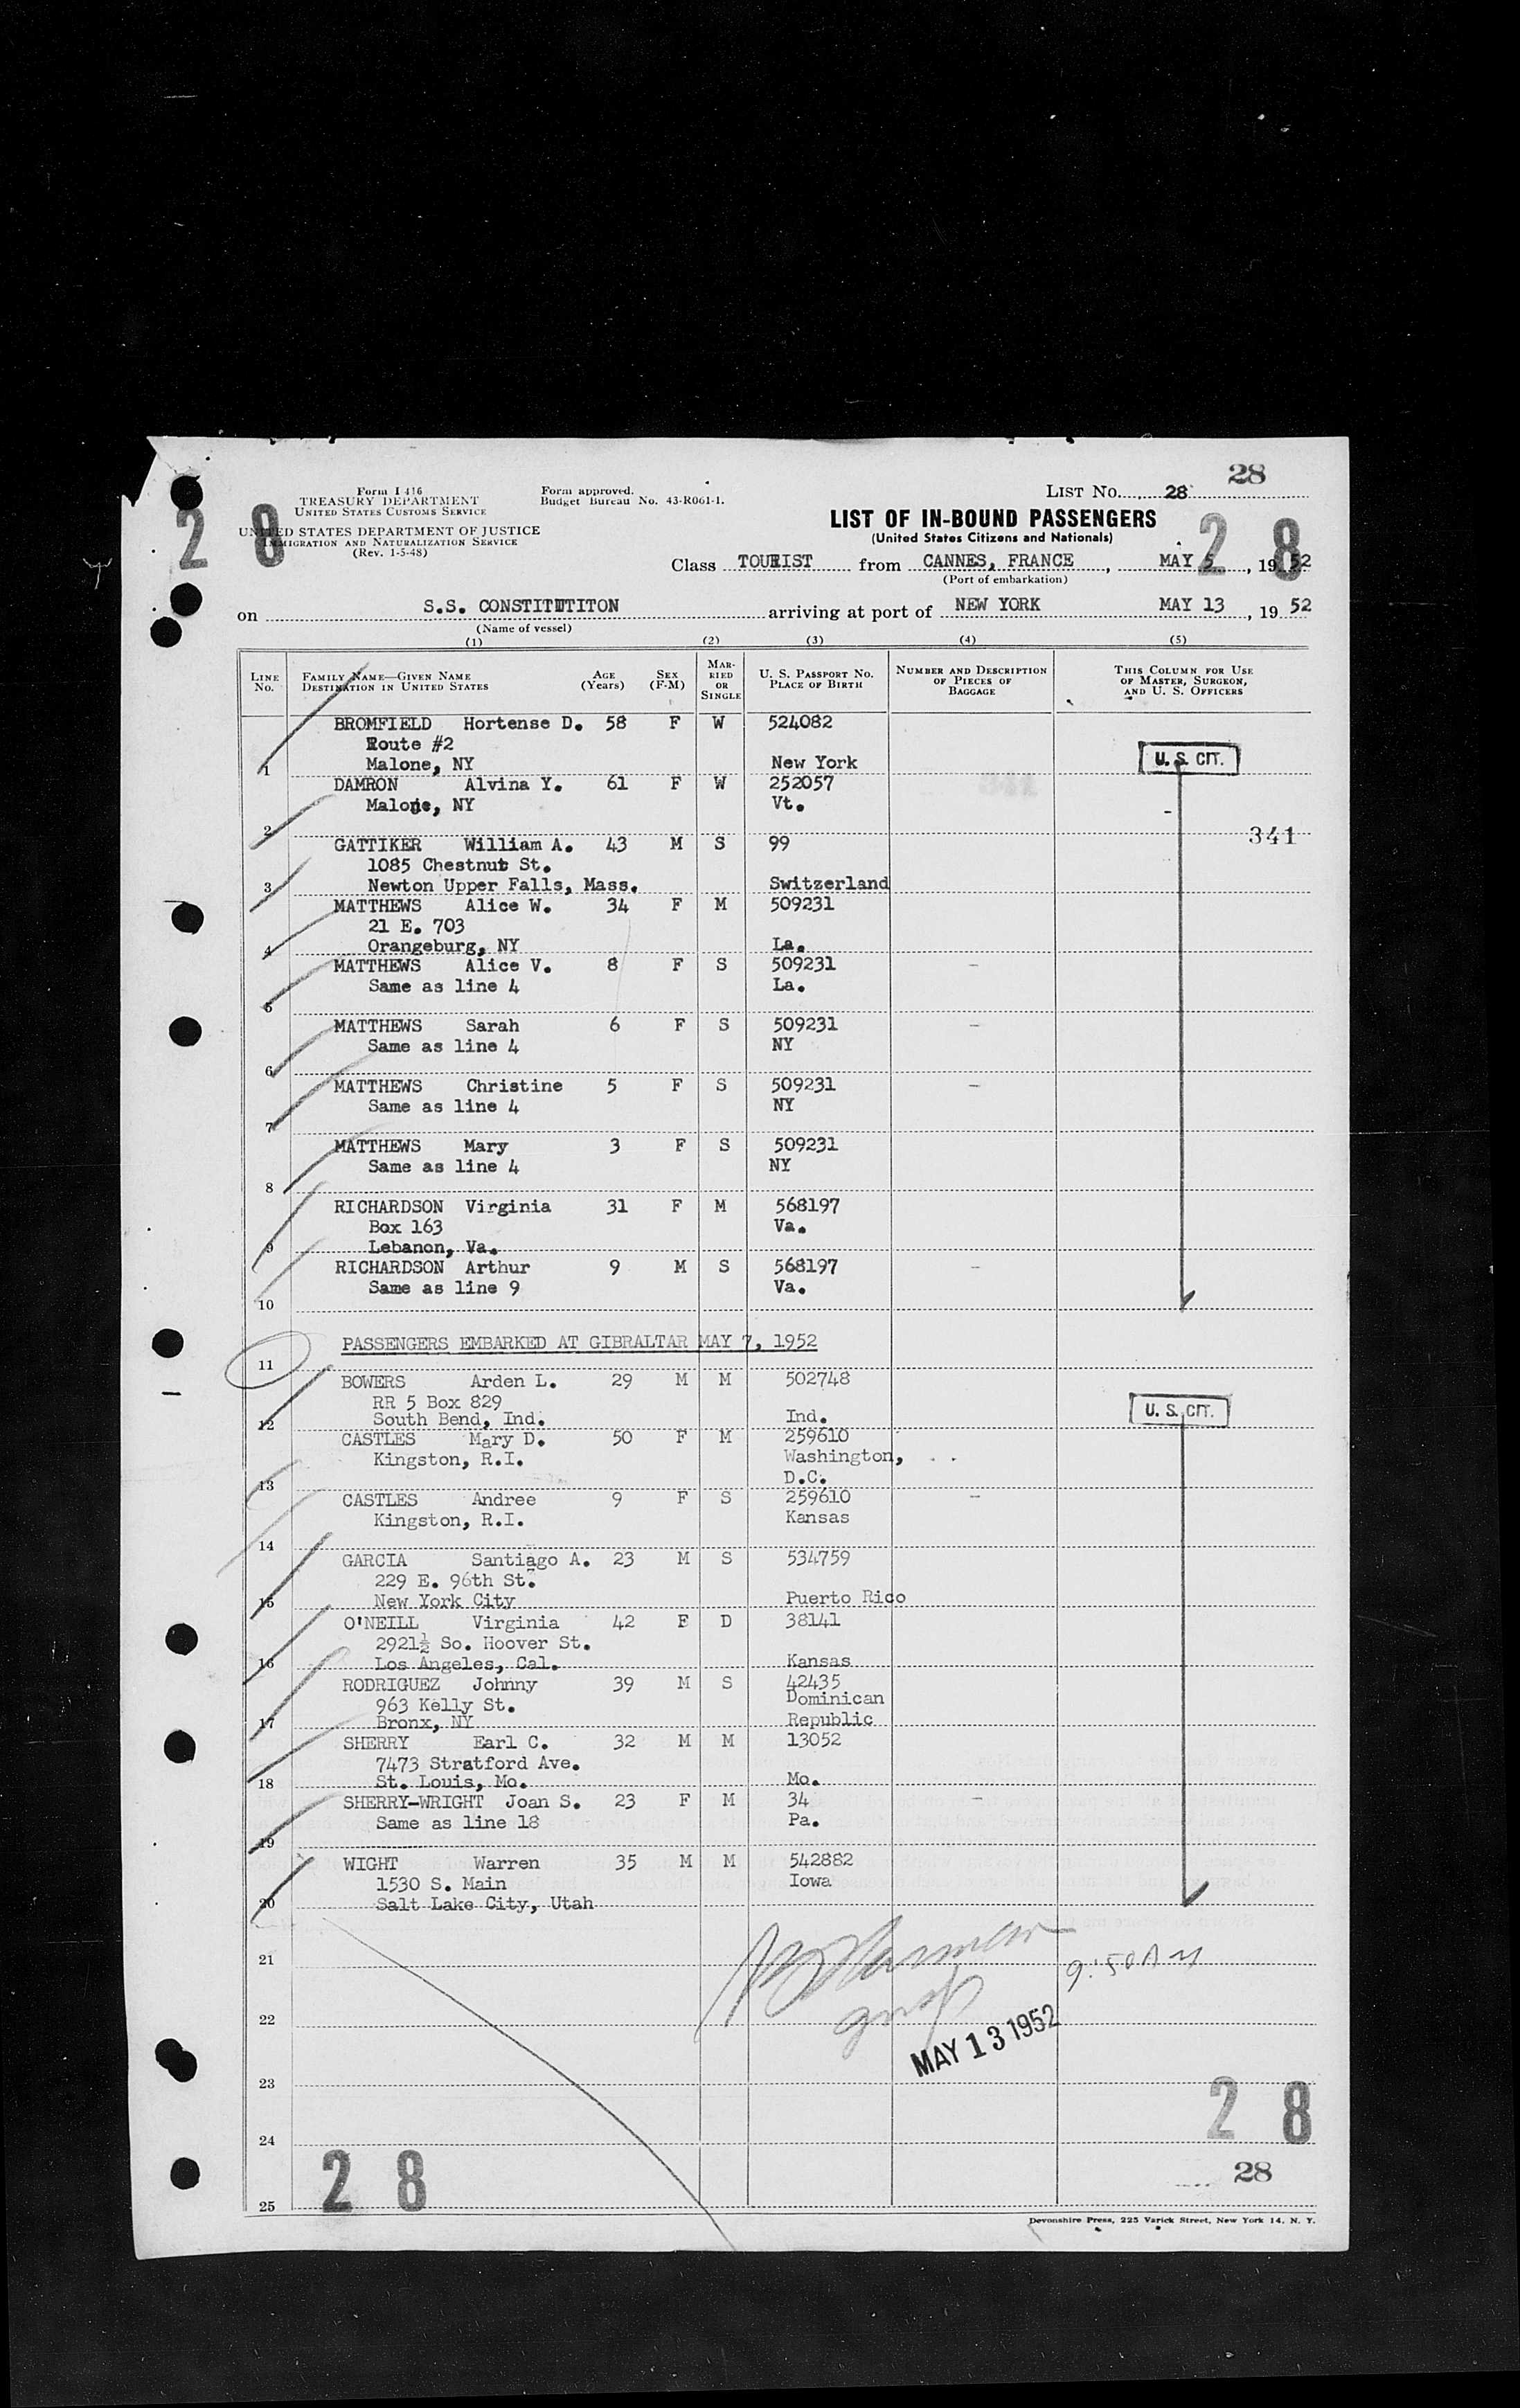 28
Form I 416
TREASURY DEPARTMENT
UNITED STATES CUSTOMS SERVICE
Form approved.
Budget Bureau No. 43-R061-1.
LIST No. 28
2 8
UNITED STATES DEPARTMENT OF JUSTICE
IMMIGRATION AND NATURALIZATION SERVICE
(Rev. 1-5-48)
LIST OF IN-BOUND PASSENGERS
(United States Citizens and Nationals)
2 8
Class TOURIST from CANNES, FRANCE, MAY 5, 1952
(Port of embarkation)
on S.S. CONSTITUTITON arriving at port of NEW YORK MAY 13, 19 52
(Name of vessel)
(1) (2) (3) (4) (5)
LINE No. FAMILY NAME—GIVEN NAME DESTINATION IN UNITED STATES AGE (Years) SEX (F-M) MARRIED OR SINGLE U. S. PASSPORT No. PLACE OF BIRTH NUMBER AND DESCRIPTION OF PIECES OF BAGGAGE THIS COLUMN FOR USE OF MASTER, SURGEON, AND U. S. OFFICERS
BROMFIELD Hortense D. 58 F W 524082
Route #2
1 Malone, NY New York U. S. CIT.
DAMRON Alvina Y. 61 F W 252057 341
Malone, NY Vt.
2 341
GATTIKER William A. 43 M S 99
1085 Chestnut St.
3 Newton Upper Falls, Mass. Switzerland
MATTHEWS Alice W. 34 F M 509231
21 E. 703
4 Orangeburg, NY La.
MATTHEWS Alice V. 8 F S 509231 -
Same as line 4 La.
5
MATTHEWS Sarah 6 F S 509231 -
Same as line 4 NY
6
MATTHEWS Christine 5 F S 509231 -
Same as line 4 NY
7
MATTHEWS Mary 3 F S 509231
Same as line 4 NY
8
RICHARDSON Virginia 31 F M 568197
Box 163 Va.
9 Lebanon, Va.
RICHARDSON Arthur 9 M S 568197 -
Same as line 9 Va.
10
PASSENGERS EMBARKED AT GIBRALTAR MAY 7, 1952
11
BOWERS Arden L. 29 M M 502748
RR 5 Box 829
12 South Bend, Ind. Ind. U. S. CIT.
CASTLES Mary D. 50 F M 259610
Kingston, R.I. Washington,
13 D.C.
CASTLES Andree 9 F S 259610 -
Kingston, R.I. Kansas
14
GARCIA Santiago A. 23 M S 534759
229 E. 96th St.
15 New York City Puerto Rico
O'NEILL Virginia 42 F D 38141
2921½ So. Hoover St.
16 Los Angeles, Cal. Kansas
RODRIGUEZ Johnny 39 M S 42435
963 Kelly St. Dominican
17 Bronx, NY Republic
SHERRY Earl C. 32 M M 13052
7473 Stratford Ave.
18 St. Louis, Mo. Mo.
SHERRY-WRIGHT Joan S. 23 F M 34 -
Same as line 18 Pa.
19
WIGHT Warren 35 M M 542882
1530 S. Main Iowa
20 Salt Lake City, Utah
21 9:50AM
22
MAY 13 1952
23
2 8
24
2 8
28
25
Devonshire Press, 225 Varick Street, New York 14, N. Y.